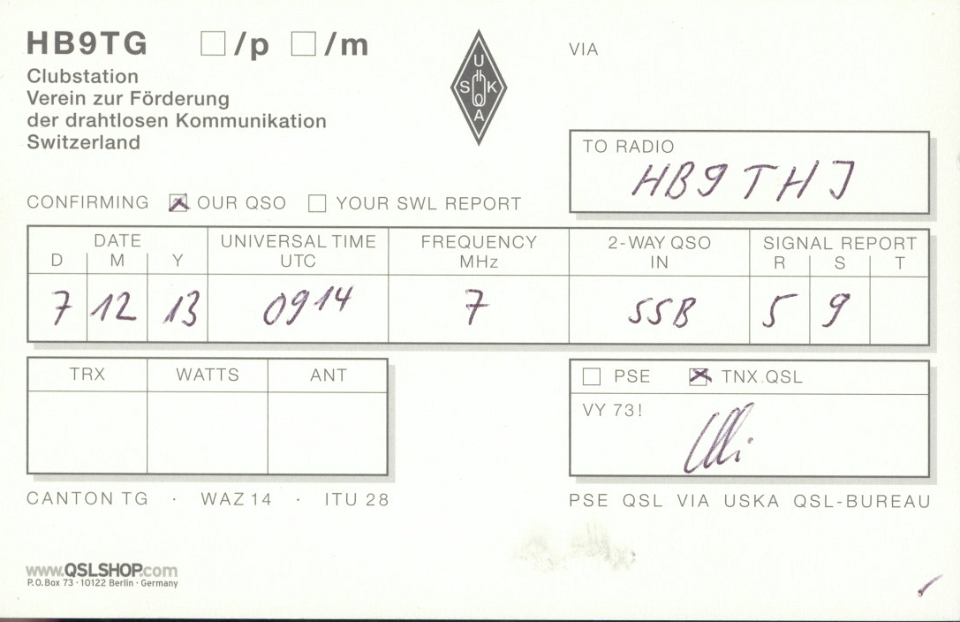 HB9TG □/p □/m
Clubstation
Verein zur Förderung
der drahtlosen Kommunikation
Switzerland
U
S K
A
VIA
TO RADIO
HB9THJ
CONFIRMING ☒ OUR QSO □ YOUR SWL REPORT
DATE UNIVERSAL TIME FREQUENCY 2-WAY QSO SIGNAL REPORT
D M Y UTC MHz IN R S T
7 12 13 0914 7 SSB 5 9
TRX WATTS ANT
□ PSE ☒ TNX QSL
VY 73!
Uli
CANTON TG · WAZ 14 · ITU 28
PSE QSL VIA USKA QSL-BUREAU
www.QSLSHOP.com
P.O.Box 73 · 10122 Berlin · Germany